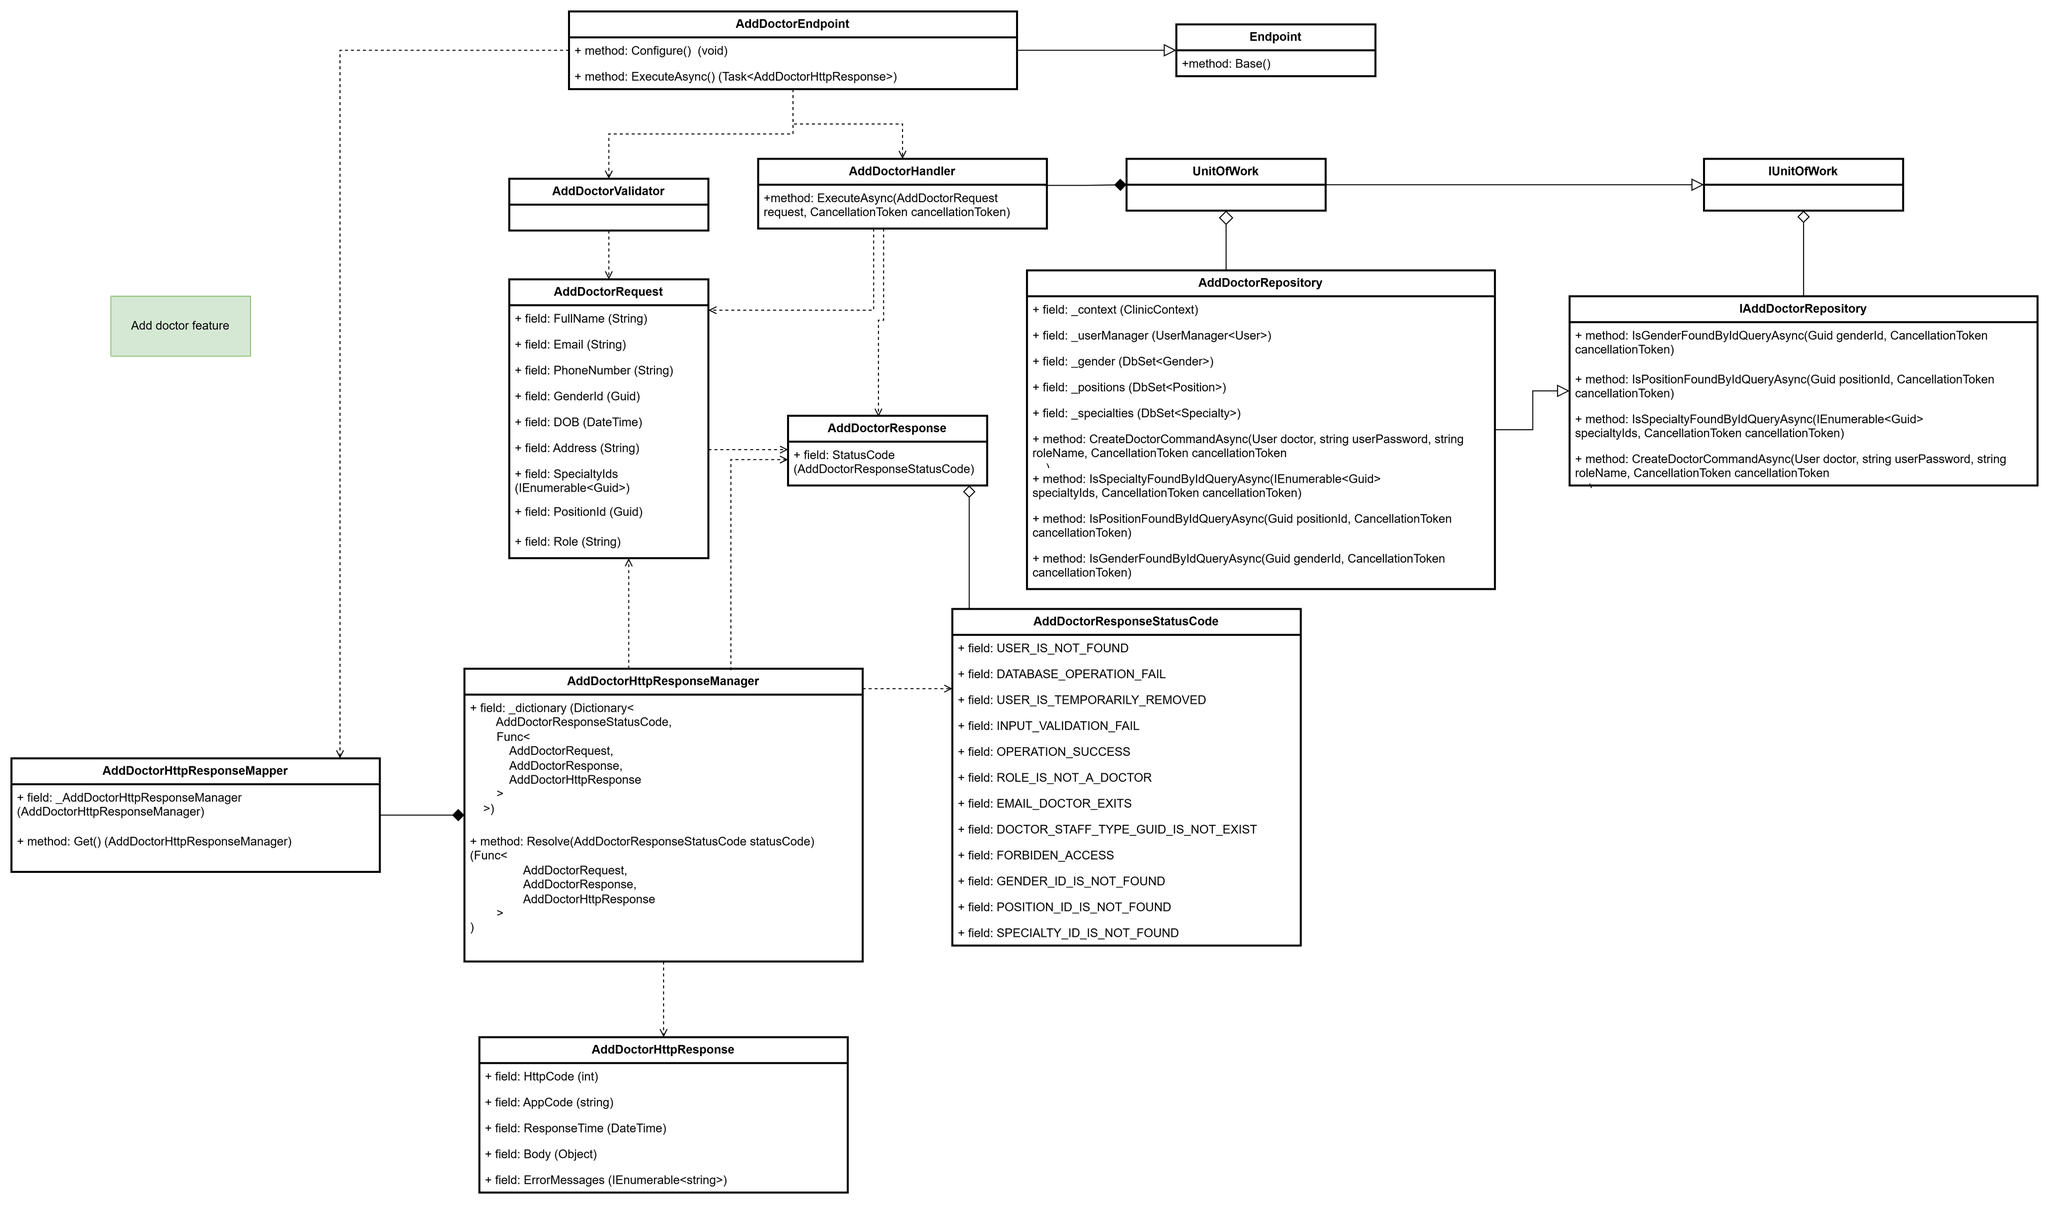 AddDoctorEndpoint
+ method: Configure()  (void)
+ method: ExecuteAsync() (Task<AddDoctorHttpResponse>)
Endpoint
+method: Base()
AddDoctorValidator
AddDoctorHandler
+method: ExecuteAsync(AddDoctorRequest
request, CancellationToken cancellationToken)
UnitOfWork
IUnitOfWork
Add doctor feature
AddDoctorRequest
+ field: FullName (String)
+ field: Email (String)
+ field: PhoneNumber (String)
+ field: GenderId (Guid)
+ field: DOB (DateTime)
+ field: Address (String)
+ field: SpecialtyIds
(IEnumerable<Guid>)
+ field: PositionId (Guid)
+ field: Role (String)
AddDoctorResponse
+ field: StatusCode
(AddDoctorResponseStatusCode)
AddDoctorRepository
+ field: _context (ClinicContext)
+ field: _userManager (UserManager<User>)
+ field: _gender (DbSet<Gender>)
+ field: _positions (DbSet<Position>)
+ field: _specialties (DbSet<Specialty>)
+ method: CreateDoctorCommandAsync(User doctor, string userPassword, string
roleName, CancellationToken cancellationToken
+ method: IsSpecialtyFoundByIdQueryAsync(IEnumerable<Guid>
specialtyIds, CancellationToken cancellationToken)
+ method: IsPositionFoundByIdQueryAsync(Guid positionId, CancellationToken
cancellationToken)
+ method: IsGenderFoundByIdQueryAsync(Guid genderId, CancellationToken
cancellationToken)
IAddDoctorRepository
+ method: IsGenderFoundByIdQueryAsync(Guid genderId, CancellationToken
cancellationToken)
+ method: IsPositionFoundByIdQueryAsync(Guid positionId, CancellationToken
cancellationToken)
+ method: IsSpecialtyFoundByIdQueryAsync(IEnumerable<Guid>
specialtyIds, CancellationToken cancellationToken)
+ method: CreateDoctorCommandAsync(User doctor, string userPassword, string
roleName, CancellationToken cancellationToken
AddDoctorResponseStatusCode
+ field: USER_IS_NOT_FOUND
+ field: DATABASE_OPERATION_FAIL
+ field: USER_IS_TEMPORARILY_REMOVED
+ field: INPUT_VALIDATION_FAIL
+ field: OPERATION_SUCCESS
+ field: ROLE_IS_NOT_A_DOCTOR
+ field: EMAIL_DOCTOR_EXITS
+ field: DOCTOR_STAFF_TYPE_GUID_IS_NOT_EXIST
+ field: FORBIDEN_ACCESS
+ field: GENDER_ID_IS_NOT_FOUND
+ field: POSITION_ID_IS_NOT_FOUND
+ field: SPECIALTY_ID_IS_NOT_FOUND
AddDoctorHttpResponseManager
+ field: _dictionary (Dictionary<
AddDoctorResponseStatusCode,
Func<
AddDoctorRequest,
AddDoctorResponse,
AddDoctorHttpResponse
>
>)
+ method: Resolve(AddDoctorResponseStatusCode statusCode)
(Func<
AddDoctorRequest,
AddDoctorResponse,
AddDoctorHttpResponse
>
)
AddDoctorHttpResponseMapper
+ field: _AddDoctorHttpResponseManager
(AddDoctorHttpResponseManager)
+ method: Get() (AddDoctorHttpResponseManager)
AddDoctorHttpResponse
+ field: HttpCode (int)
+ field: AppCode (string)
+ field: ResponseTime (DateTime)
+ field: Body (Object)
+ field: ErrorMessages (IEnumerable<string>)